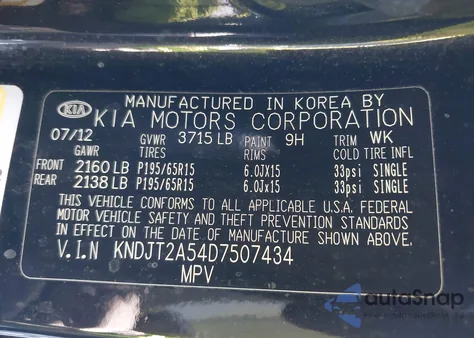 MANUFACTURED IN KOREA BY
KIA KIA MOTORS CORPORATION
07/12 GVWR 3715 LB PAINT 9H TRIM WK
GAWR TIRES RIMS COLD TIRE INFL
FRONT 2160 LB P195/65R15 6.0JX15 33psi SINGLE
REAR 2138 LB P195/65R15 6.0JX15 33psi SINGLE
THIS VEHICLE CONFORMS TO ALL APPLICABLE U.S.A. FEDERAL
MOTOR VEHICLE SAFETY AND THEFT PREVENTION STANDARDS
IN EFFECT ON THE DATE OF MANUFACTURE SHOWN ABOVE.
V.I.N KNDJT2A54D7507434
MPV
autoSnap